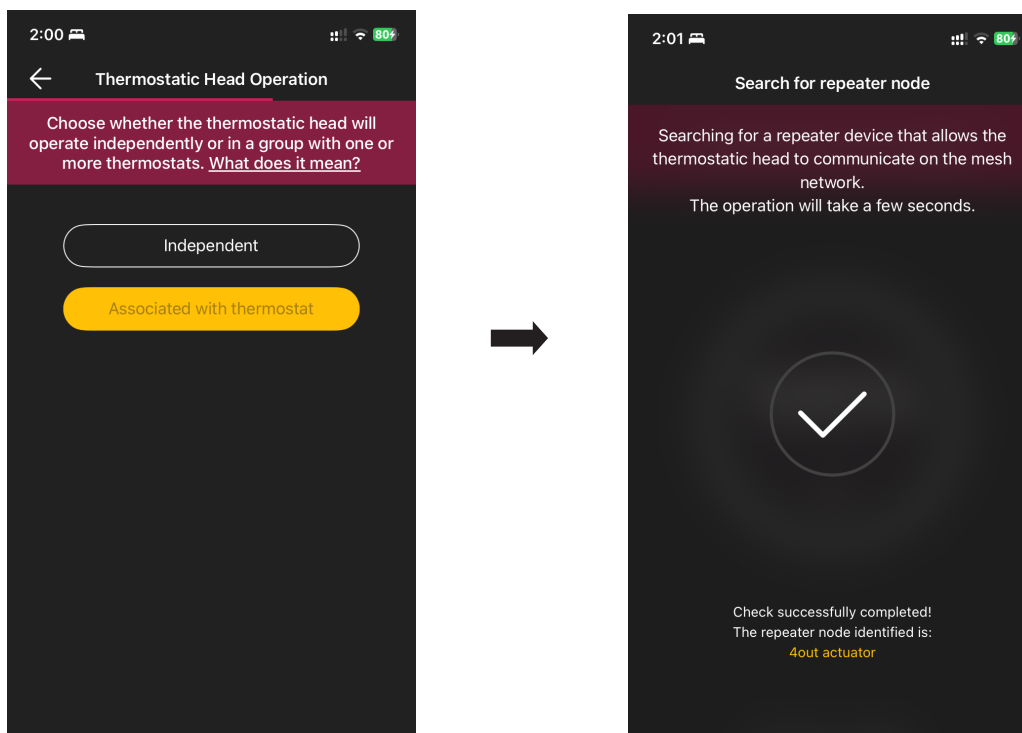 2:00
80
Thermostatic Head Operation
Choose whether the thermostatic head will
operate independently or in a group with one or
more thermostats. What does it mean?
Independent
Associated with thermostat
2:01
80
Search for repeater node
Searching for a repeater device that allows the
thermostatic head to communicate on the mesh
network.
The operation will take a few seconds.
Check successfully completed!
The repeater node identified is:
4out actuator